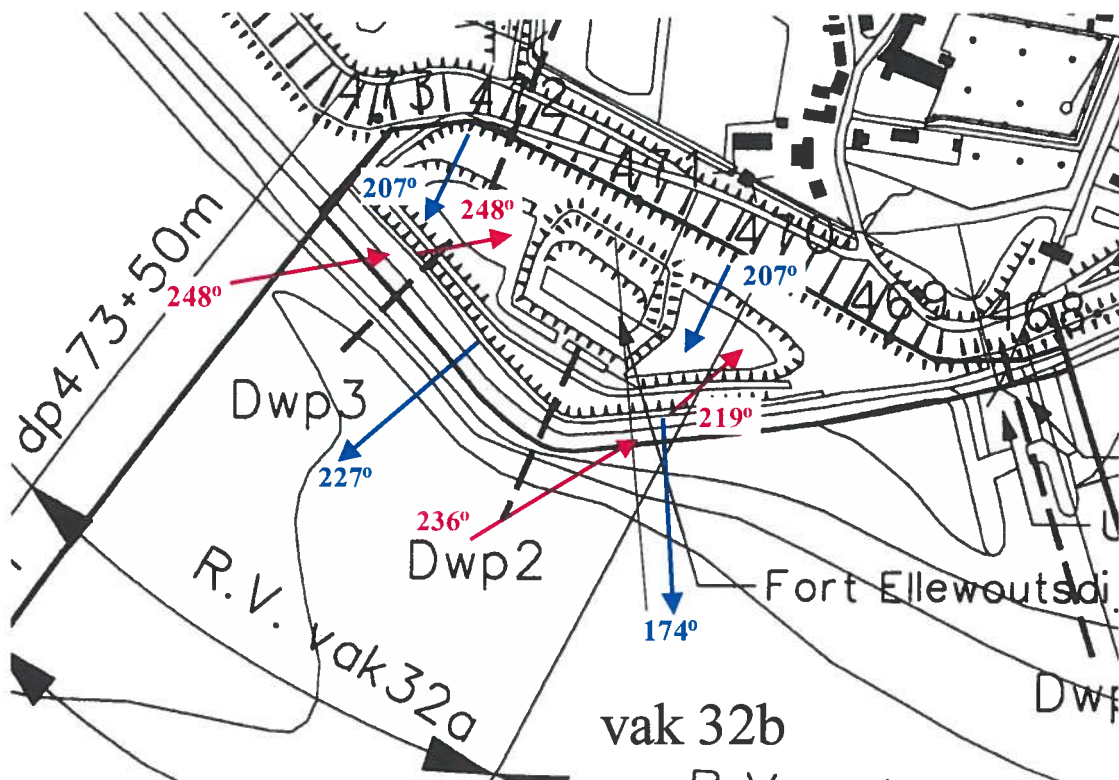 473
472
471
470
469
468
207°
248°
248°
207°
dp473+50m
Dwp3
219°
227°
236°
Dwp2
Fort Ellewoutsdi
174°
R.V. vak32a
vak 32b
Dwp
R.V.